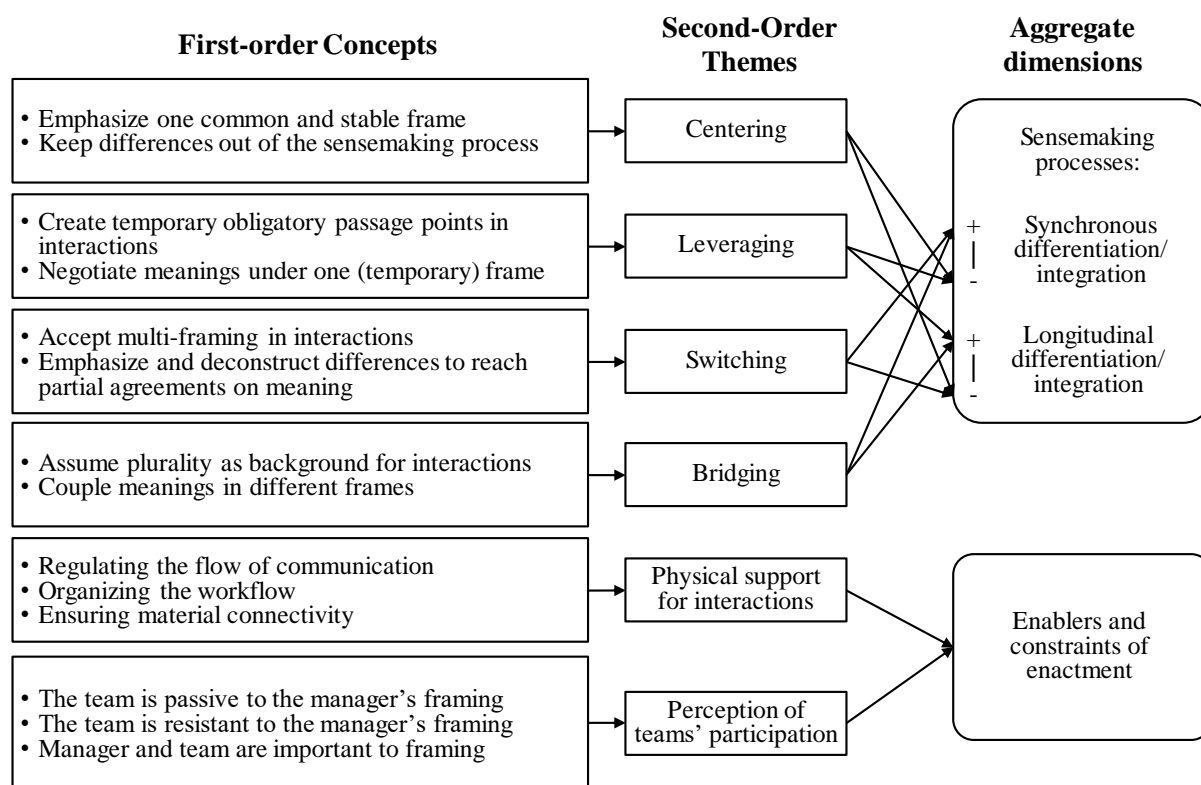 First-order Concepts
Second-Order
Themes
Aggregate
dimensions
• Emphasize one common and stable frame
• Keep differences out of the sensemaking process
Centering
• Create temporary obligatory passage points in
interactions
• Negotiate meanings under one (temporary) frame
Leveraging
• Accept multi-framing in interactions
• Emphasize and deconstruct differences to reach
partial agreements on meaning
Switching
• Assume plurality as background for interactions
• Couple meanings in different frames
Bridging
Sensemaking
processes:
+
|
-
Synchronous
differentiation/
integration
+
|
-
Longitudinal
differentiation/
integration
• Regulating the flow of communication
• Organizing the workflow
• Ensuring material connectivity
Physical support
for interactions
• The team is passive to the manager’s framing
• The team is resistant to the manager’s framing
• Manager and team are important to framing
Perception of
teams’ participation
Enablers and
constraints of
enactment